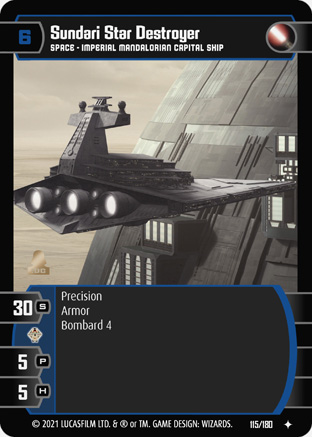 6
Sundari Star Destroyer
SPACE - IMPERIAL MANDALORIAN CAPITAL SHIP
30 S
Precision
Armor
Bombard 4
5 P
5 H
© 2021 LUCASFILM LTD. & ® or TM. GAME DESIGN: WIZARDS. 115/180